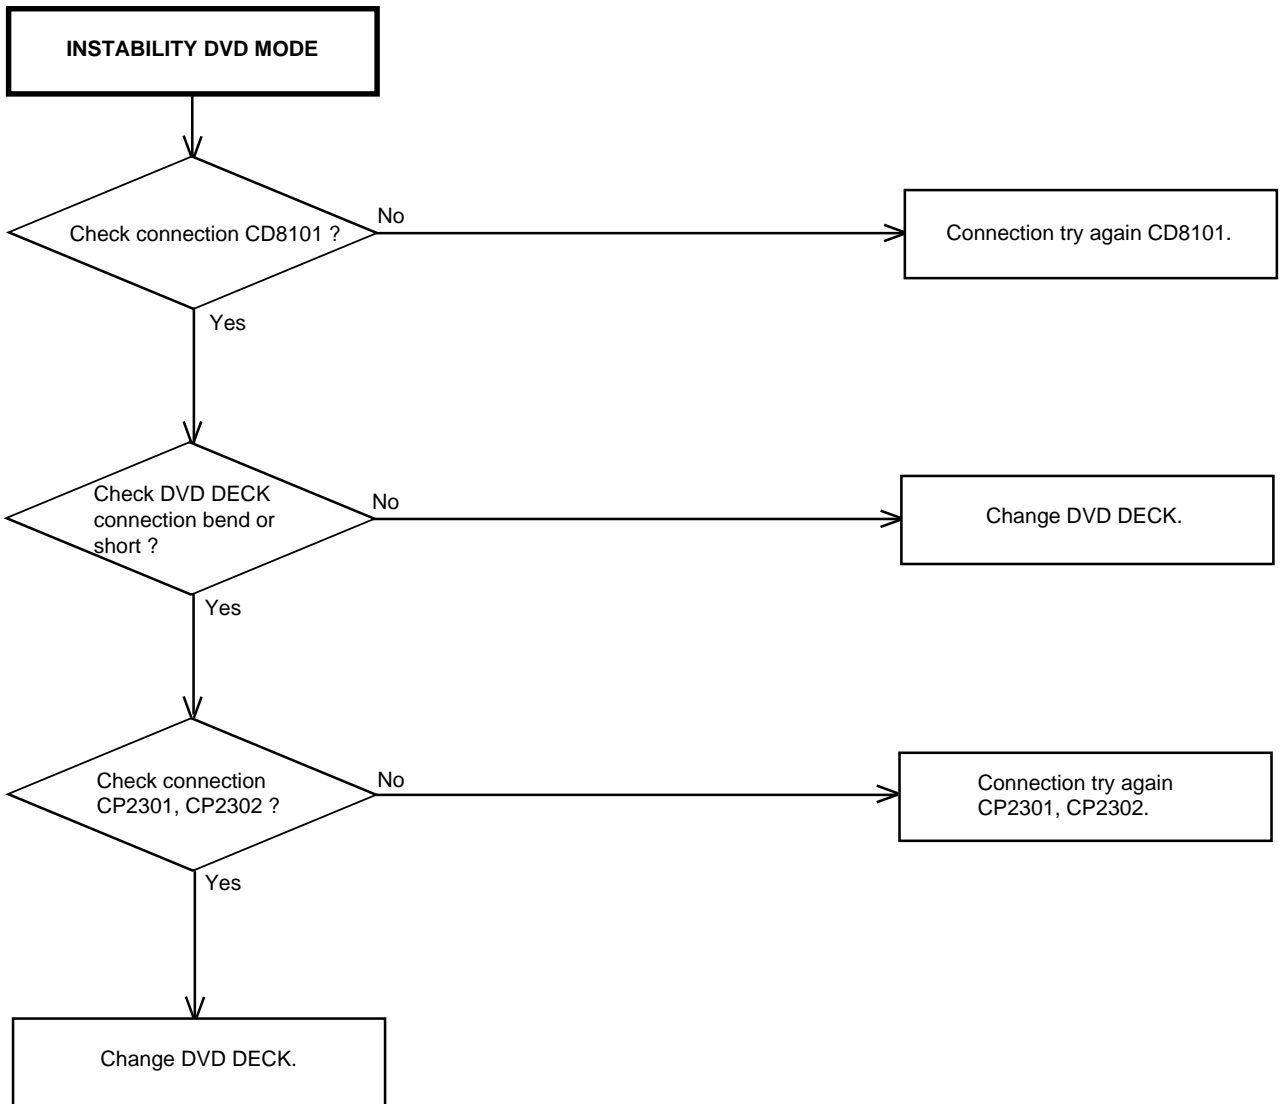 INSTABILITY DVD MODE
Check connection CD8101 ?
No
Connection try again CD8101.
Yes
Check DVD DECK
connection bend or
short ?
No
Change DVD DECK.
Yes
Check connection
CP2301, CP2302 ?
No
Connection try again
CP2301, CP2302.
Yes
Change DVD DECK.